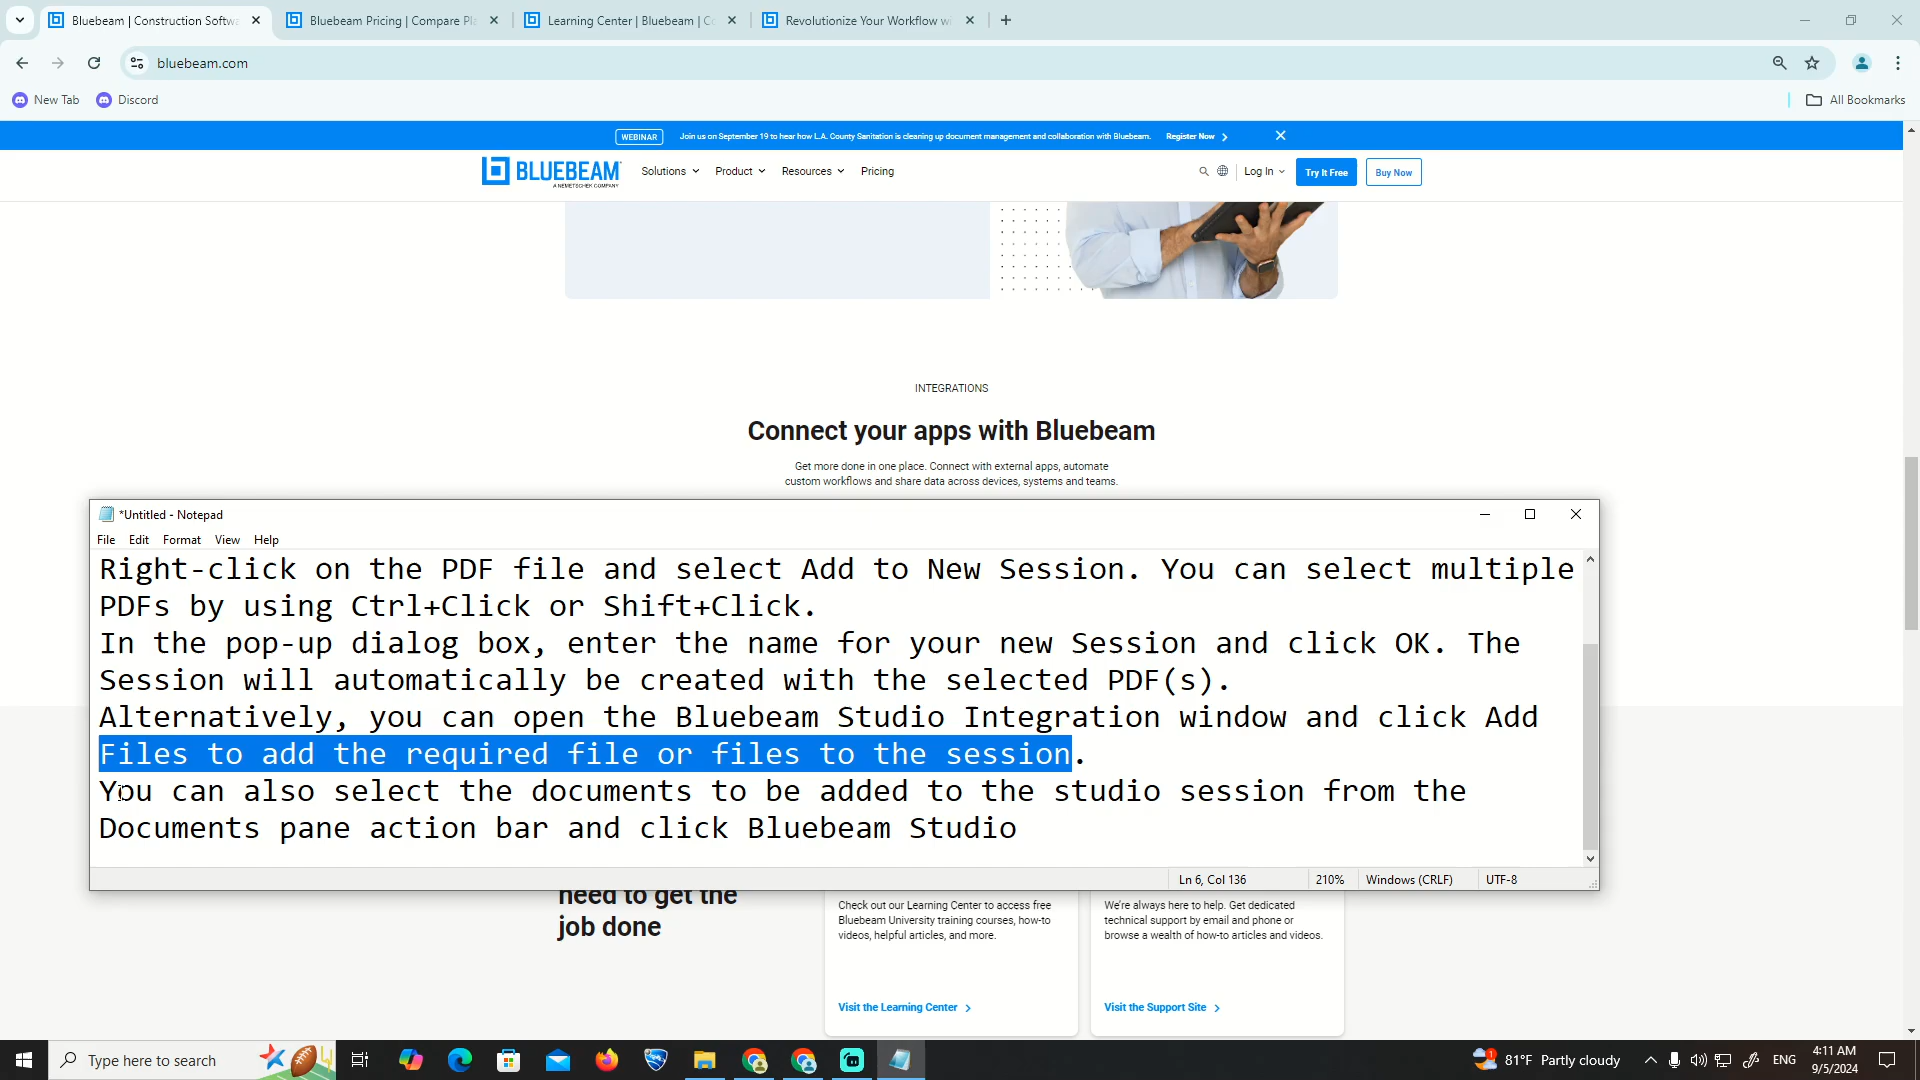 Bluebeam | Construction Softw
Bluebeam Pricing | Compare Pl
Learning Center | Bluebeam | C
Revolutionize Your Workflow w
bluebeam.com
New Tab
Discord
All Bookmarks
WEBINAR
Join us on September 19 to hear how L.A. County Sanitation is cleaning up document management and collaboration with Bluebeam.
Register Now
BLUEBEAM
A NEMETSCHEK COMPANY
Solutions
Product
Resources
Pricing
Log In
Try It Free
Buy Now
INTEGRATIONS
Connect your apps with Bluebeam
Get more done in one place. Connect with external apps, automate
custom workflows and share data across devices, systems and teams.
*Untitled - Notepad
File Edit Format View Help
Right-click on the PDF file and select Add to New Session. You can select multiple
PDFs by using Ctrl+Click or Shift+Click.
In the pop-up dialog box, enter the name for your new Session and click OK. The
Session will automatically be created with the selected PDF(s).
Alternatively, you can open the Bluebeam Studio Integration window and click Add
Files to add the required file or files to the session.
You can also select the documents to be added to the studio session from the
Documents pane action bar and click Bluebeam Studio
Ln 6, Col 136
210%
Windows (CRLF)
UTF-8
need to get the
job done
Check out our Learning Center to access free
Bluebeam University training courses, how-to
videos, helpful articles, and more.
Visit the Learning Center
We're always here to help. Get dedicated
technical support by email and phone or
browse a wealth of how-to articles and videos.
Visit the Support Site
Type here to search
81°F Partly cloudy
ENG
4:11 AM
9/5/2024